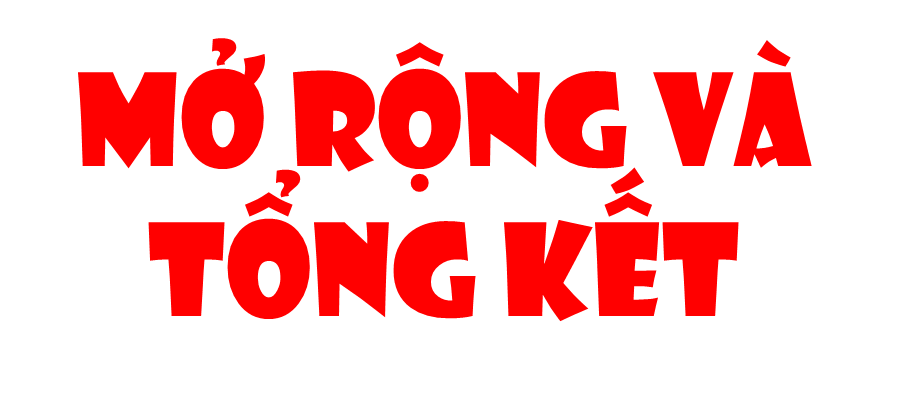 MỞ RỘNG VÀ
TỔNG KẾT